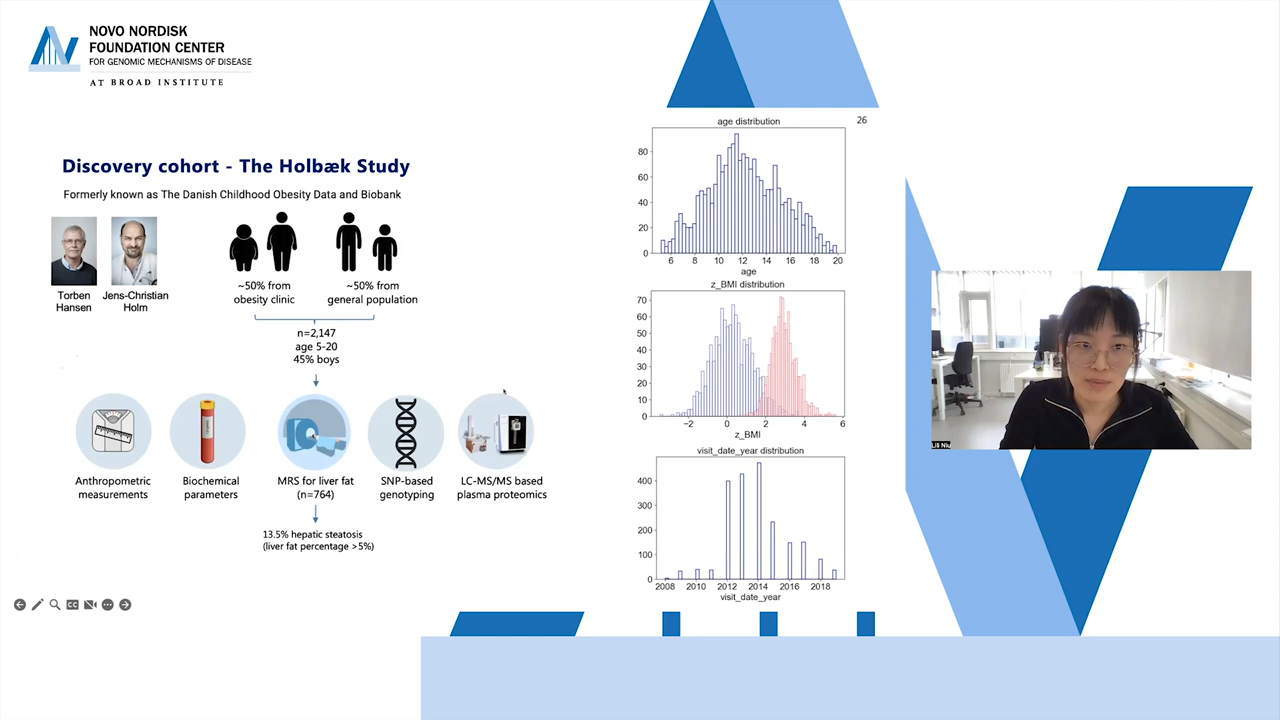 NOVO NORDISK
FOUNDATION CENTER
FOR GENOMIC MECHANISMS OF DISEASE
AT BROAD INSTITUTE
26
Discovery cohort - The Holbæk Study
Formerly known as The Danish Childhood Obesity Data and Biobank
Torben
Hansen
Jens-Christian
Holm
~50% from
obesity clinic
~50% from
general population
n=2,147
age 5-20
45% boys
Anthropometric
measurements
Biochemical
parameters
MRS for liver fat
(n=764)
SNP-based
genotyping
LC-MS/MS based
plasma proteomics
13.5% hepatic steatosis
(liver fat percentage >5%)
age distribution
80
60
40
20
0
6 8 10 12 14 16 18 20
age
z_BMI distribution
70
60
50
40
30
20
10
0
−2 0 2 4 6
z_BMI
visit_date_year distribution
400
300
200
100
0
2008 2010 2012 2014 2016 2018
visit_date_year
CC
Lili Niu